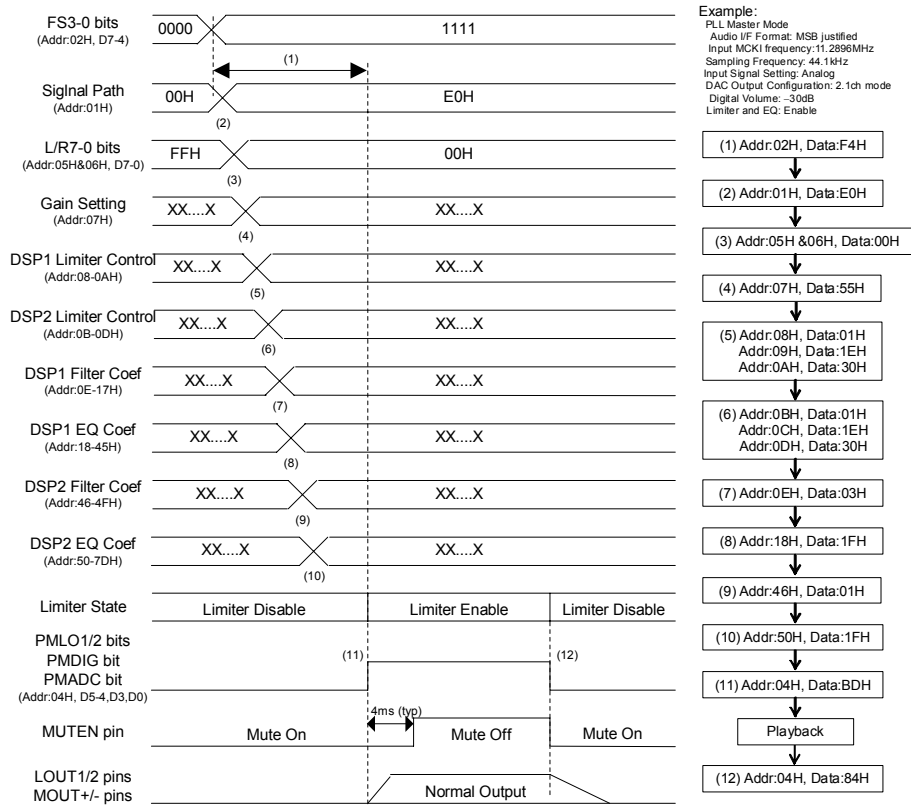 FS3-0 bits
(Addr:02H, D7-4)
0000
1111
(1)
Siglnal Path
(Addr:01H)
00H
E0H
(2)
L/R7-0 bits
(Addr:05H&06H, D7-0)
FFH
00H
(3)
Gain Setting
(Addr:07H)
XX....X
XX....X
(4)
DSP1 Limiter Control
(Addr:08-0AH)
XX....X
XX....X
(5)
DSP2 Limiter Control
(Addr:0B-0DH)
XX....X
XX....X
(6)
DSP1 Filter Coef
(Addr:0E-17H)
XX....X
XX....X
(7)
DSP1 EQ Coef
(Addr:18-45H)
XX....X
XX....X
(8)
DSP2 Filter Coef
(Addr:46-4FH)
XX....X
XX....X
(9)
DSP2 EQ Coef
(Addr:50-7DH)
XX....X
XX....X
(10)
Limiter State
Limiter Disable
Limiter Enable
Limiter Disable
PMLO1/2 bits
PMDIG bit
PMADC bit
(Addr:04H, D5-4,D3,D0)
(11)
(12)
4ms (typ)
MUTEN pin
Mute On
Mute Off
Mute On
LOUT1/2 pins
MOUT+/- pins
Normal Output
Example:
PLL Master Mode
Audio I/F Format: MSB justified
Input MCKI frequency:11.2896MHz
Sampling Frequency: 44.1kHz
Input Signal Setting: Analog
DAC Output Configuration: 2.1ch mode
Digital Volume: –30dB
Limiter and EQ: Enable
(1) Addr:02H, Data:F4H
(2) Addr:01H, Data:E0H
(3) Addr:05H &06H, Data:00H
(4) Addr:07H, Data:55H
(5) Addr:08H, Data:01H
Addr:09H, Data:1EH
Addr:0AH, Data:30H
(6) Addr:0BH, Data:01H
Addr:0CH, Data:1EH
Addr:0DH, Data:30H
(7) Addr:0EH, Data:03H
(8) Addr:18H, Data:1FH
(9) Addr:46H, Data:01H
(10) Addr:50H, Data:1FH
(11) Addr:04H, Data:BDH
Playback
(12) Addr:04H, Data:84H